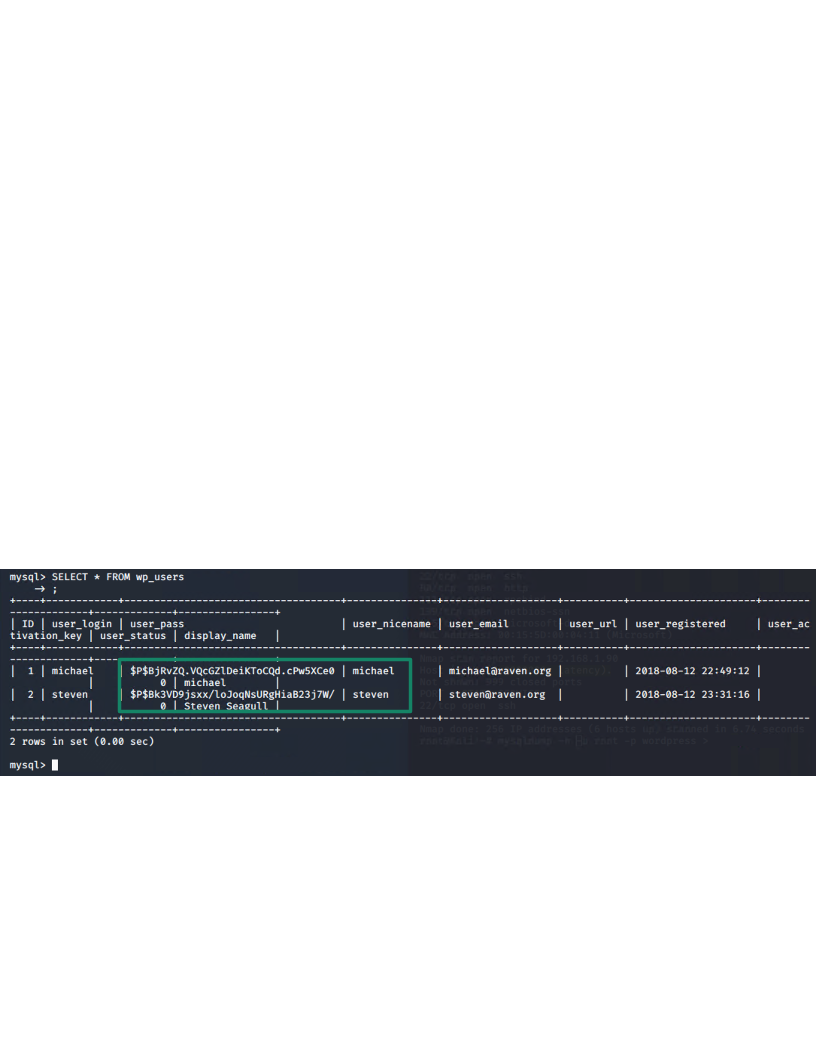 mysql> SELECT * FROM wp_users
    → ;
+----+------------+------------------------------------+---------------+-------------------+----------+---------------------+--------
-------------+-------------+----------------+
| ID | user_login | user_pass | user_nicename | user_email | user_url | user_registered | user_ac
tivation_key | user_status | display_name |
+----+------------+------------------------------------+---------------+-------------------+----------+---------------------+--------
-------------+-------------+----------------+
| 1 | michael | $P$BjRvZQ.VQcGZlDeiKToCQd.cPw5XCe0 | michael | michael@raven.org | | 2018-08-12 22:49:12 |
| 0 | michael |
| 2 | steven | $P$Bk3VD9jsxx/loJoqNsURgHiaB23j7W/ | steven | steven@raven.org | | 2018-08-12 23:31:16 |
| 0 | Steven Seagull |
+----+------------+------------------------------------+---------------+-------------------+----------+---------------------+--------
-------------+-------------+----------------+
2 rows in set (0.00 sec)
mysql>